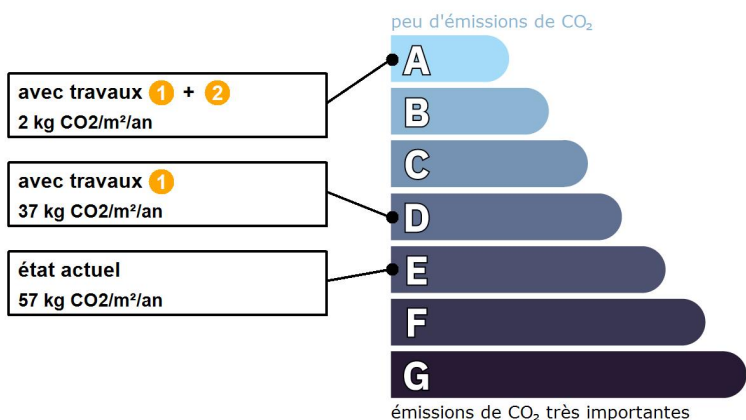 peu d'émissions de CO₂
A
avec travaux 1 + 2
2 kg CO2/m²/an
B
C
avec travaux 1
37 kg CO2/m²/an
D
état actuel
57 kg CO2/m²/an
E
F
G
émissions de CO₂ très importantes